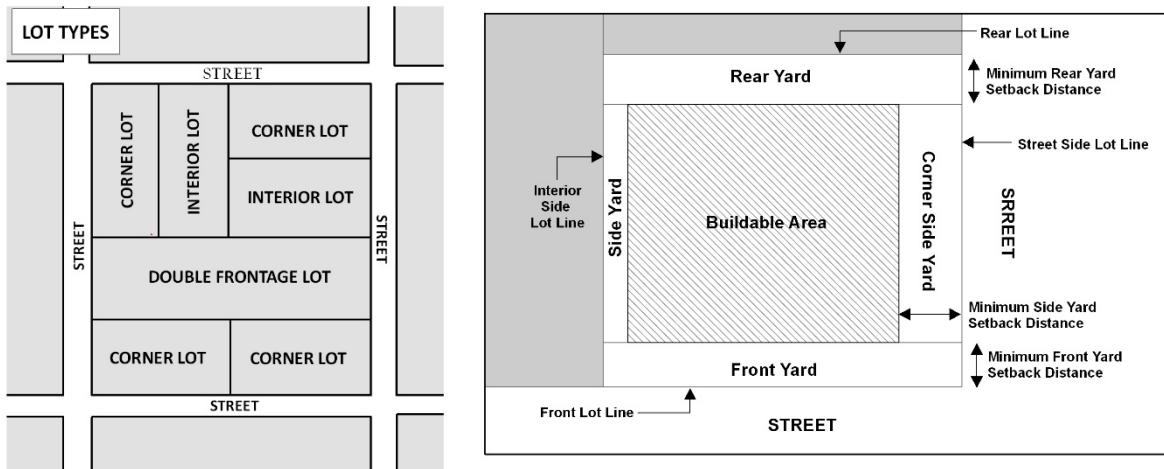 LOT TYPES
STREET
CORNER LOT
INTERIOR LOT
CORNER LOT
INTERIOR LOT
STREET
STREET
DOUBLE FRONTAGE LOT
CORNER LOT
CORNER LOT
STREET
Rear Lot Line
Rear Yard
Minimum Rear Yard
Setback Distance
Street Side Lot Line
Interior
Side
Lot Line
Side Yard
Buildable Area
Corner Side Yard
SRREET
Minimum Side Yard
Setback Distance
Front Yard
Minimum Front Yard
Setback Distance
Front Lot Line
STREET